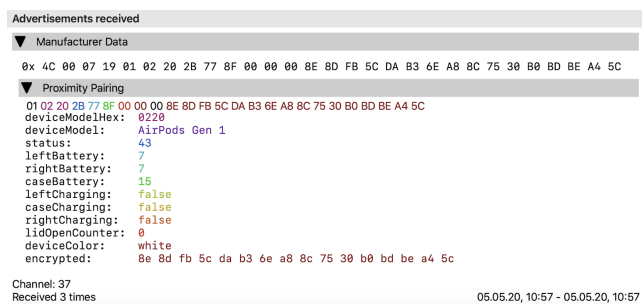 Advertisements received
Manufacturer Data
0x 4C 00 07 19 01 02 20 2B 77 8F 00 00 00 8E 8D FB 5C DA B3 6E A8 8C 75 30 B0 BD BE A4 5C
Proximity Pairing
01 02 20 2B 77 8F 00 00 00 8E 8D FB 5C DA B3 6E A8 8C 75 30 B0 BD BE A4 5C
deviceModelHex: 0220
deviceModel: AirPods Gen 1
status: 43
leftBattery: 7
rightBattery: 7
caseBattery: 15
leftCharging: false
caseCharging: false
rightCharging: false
lidOpenCounter: 0
deviceColor: white
encrypted: 8e 8d fb 5c da b3 6e a8 8c 75 30 b0 bd be a4 5c
Channel: 37
Received 3 times 05.05.20, 10:57 - 05.05.20, 10:57